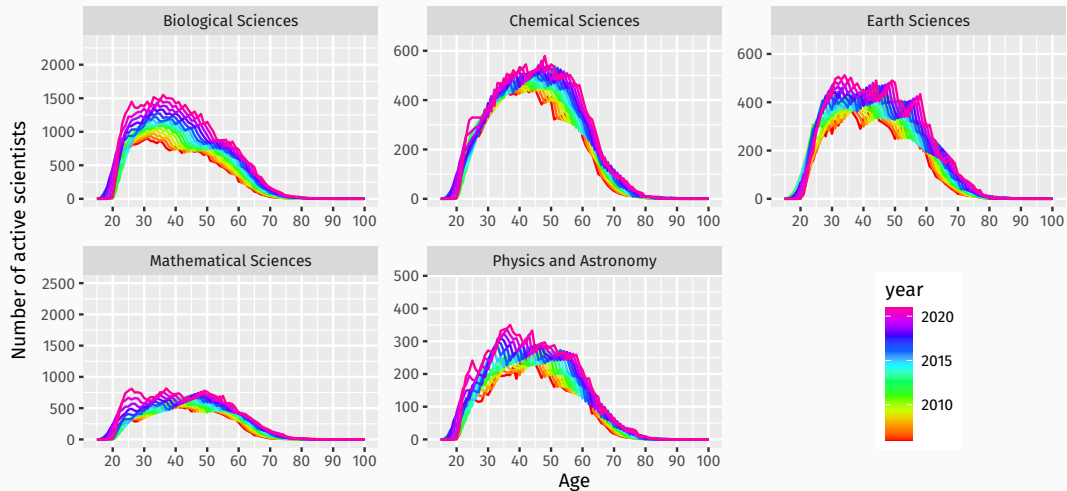 Biological Sciences
Chemical Sciences
Earth Sciences
2000
1500
1000
500
0
20 30 40 50 60 70 80 90 100
600
400
200
0
20 30 40 50 60 70 80 90 100
600
400
200
0
20 30 40 50 60 70 80 90 100
Number of active scientists
Mathematical Sciences
Physics and Astronomy
2500
2000
1500
1000
500
0
20 30 40 50 60 70 80 90 100
500
400
300
200
100
0
20 30 40 50 60 70 80 90 100
Age
year
2020
2015
2010